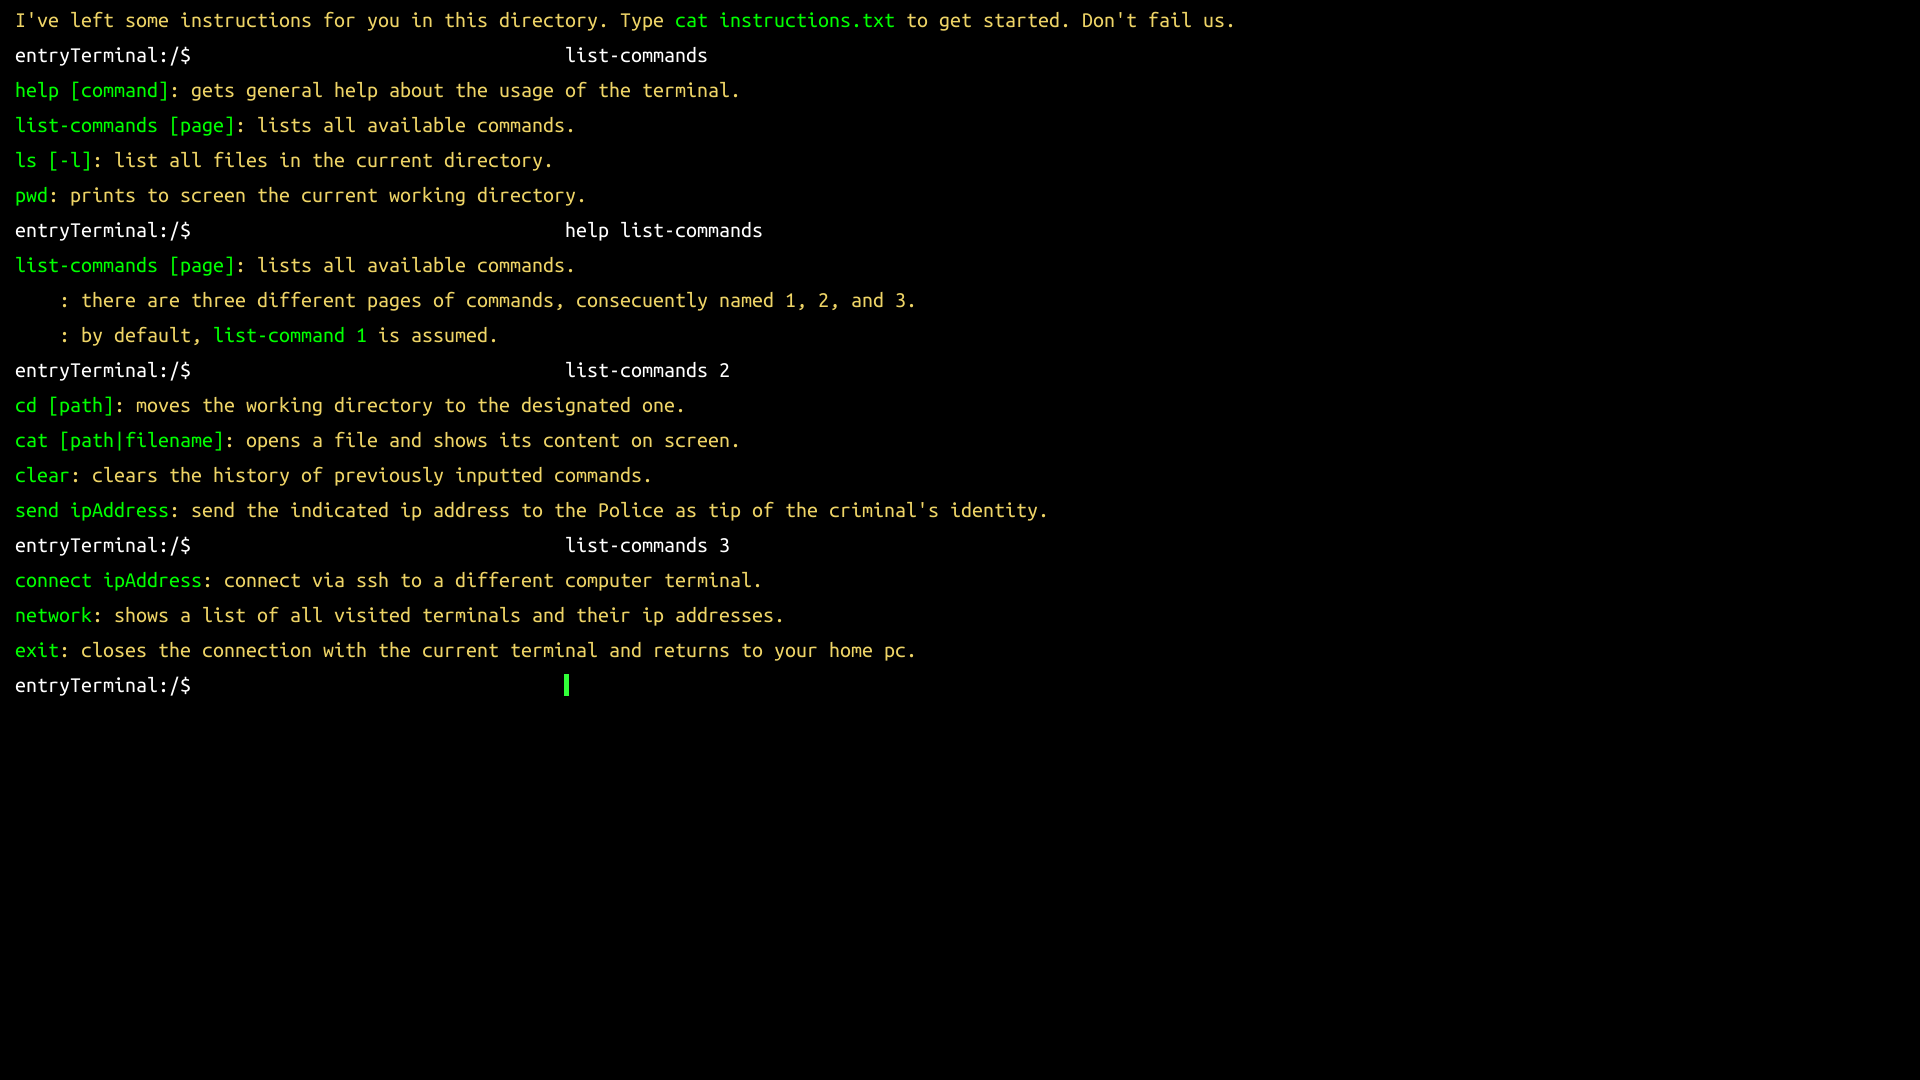 I've left some instructions for you in this directory. Type cat instructions.txt to get started. Don't fail us.
entryTerminal:/$ list-commands
help [command]: gets general help about the usage of the terminal.
list-commands [page]: lists all available commands.
ls [-l]: list all files in the current directory.
pwd: prints to screen the current working directory.
entryTerminal:/$ help list-commands
list-commands [page]: lists all available commands.
: there are three different pages of commands, consecuently named 1, 2, and 3.
: by default, list-command 1 is assumed.
entryTerminal:/$ list-commands 2
cd [path]: moves the working directory to the designated one.
cat [path|filename]: opens a file and shows its content on screen.
clear: clears the history of previously inputted commands.
send ipAddress: send the indicated ip address to the Police as tip of the criminal's identity.
entryTerminal:/$ list-commands 3
connect ipAddress: connect via ssh to a different computer terminal.
network: shows a list of all visited terminals and their ip addresses.
exit: closes the connection with the current terminal and returns to your home pc.
entryTerminal:/$